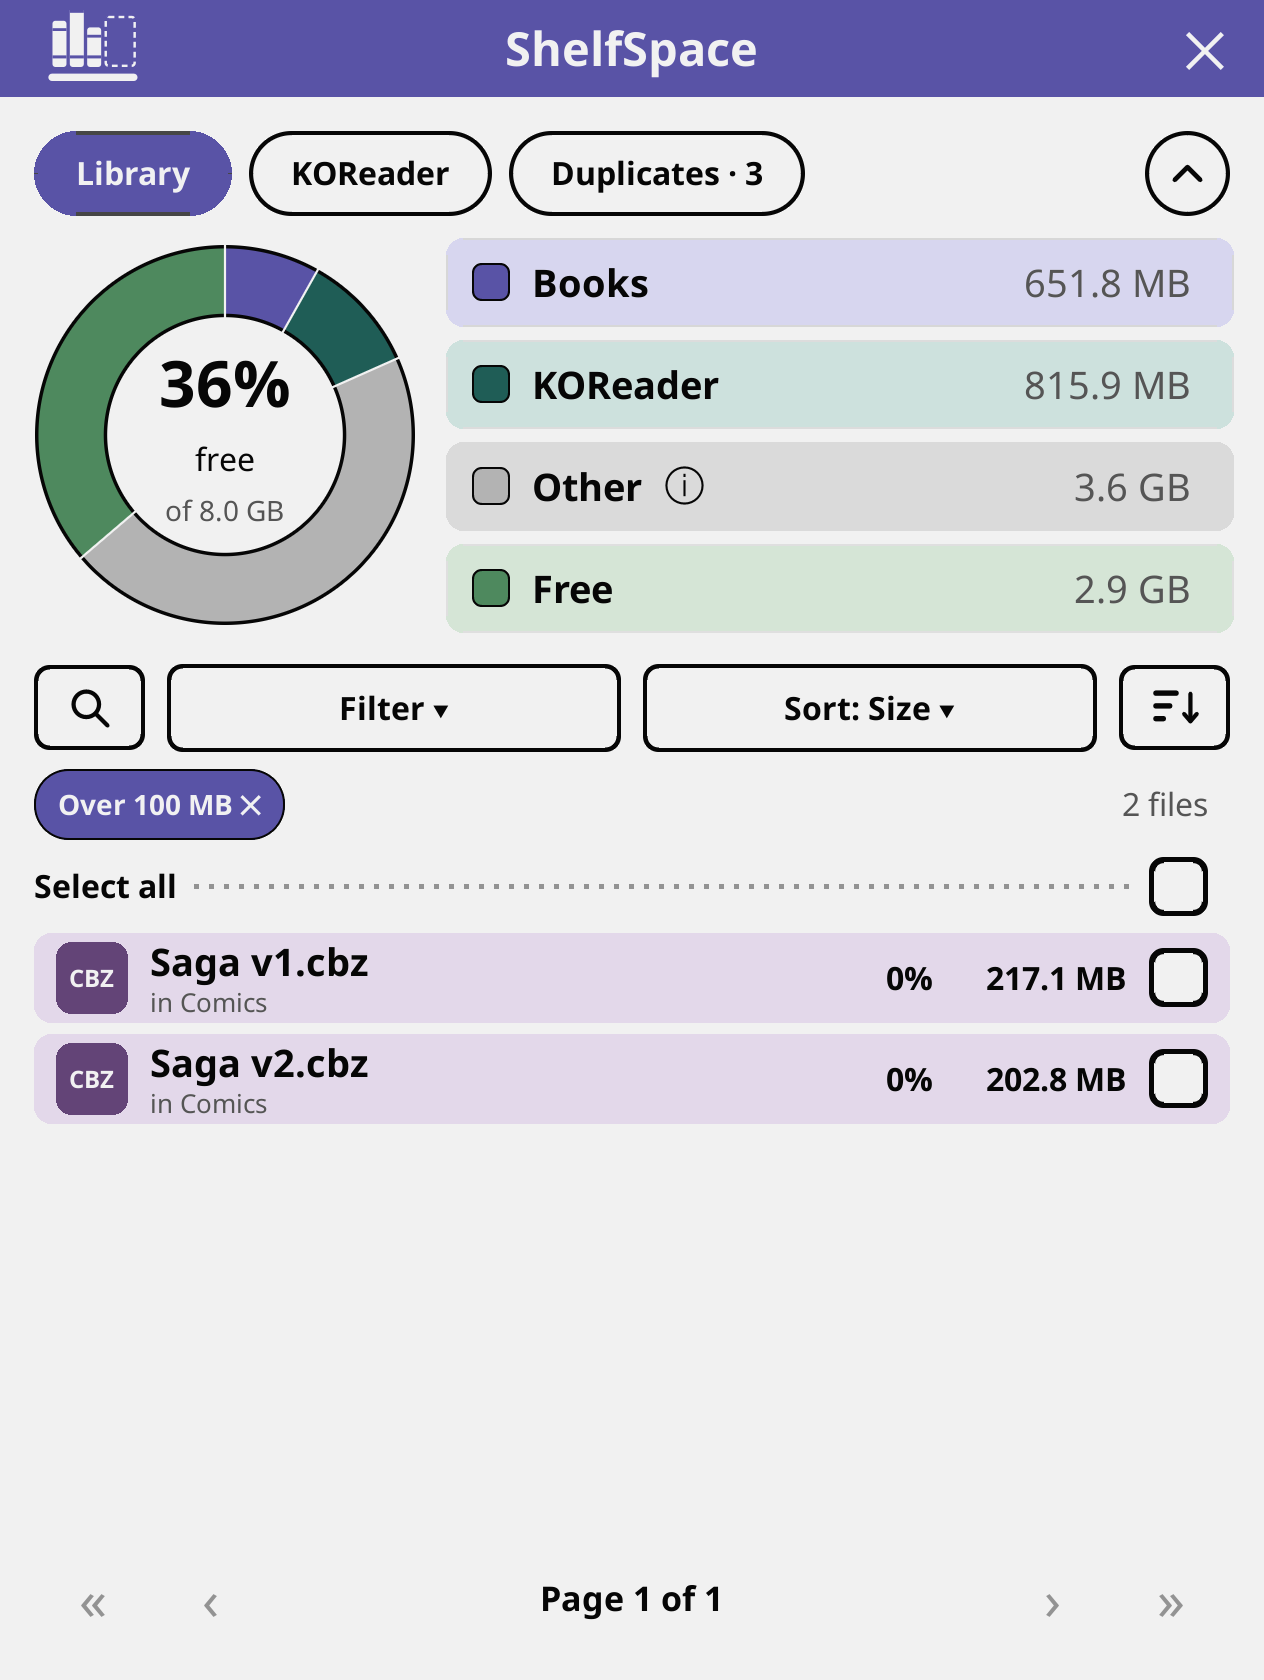 ShelfSpace
Library
KOReader
Duplicates · 3
36%
free
of 8.0 GB
Books 651.8 MB
KOReader 815.9 MB
Other ⓘ 3.6 GB
Free 2.9 GB
Filter ▾
Sort: Size ▾
Over 100 MB ×
2 files
Select all
CBZ
Saga v1.cbz
in Comics
0% 217.1 MB
CBZ
Saga v2.cbz
in Comics
0% 202.8 MB
« ‹ Page 1 of 1 › »